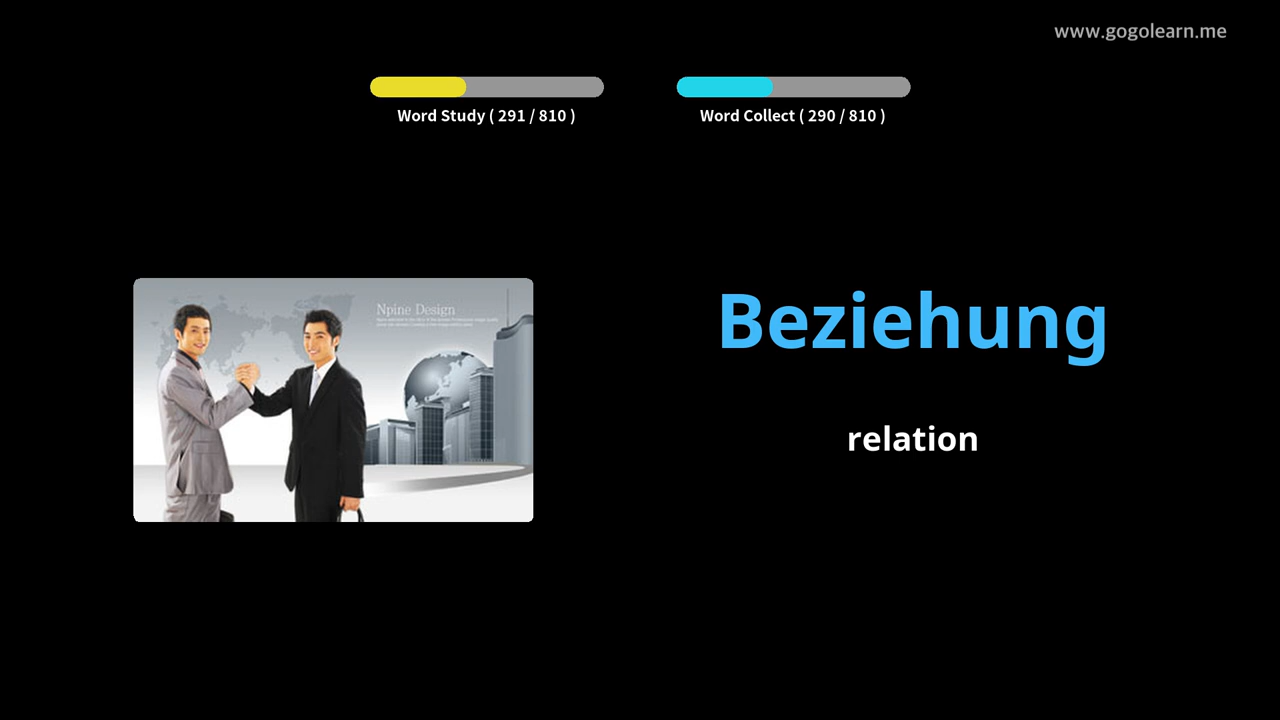 www.gogolearn.me
Word Study ( 291 / 810 )
Word Collect ( 290 / 810 )
Npine Design
Beziehung
relation